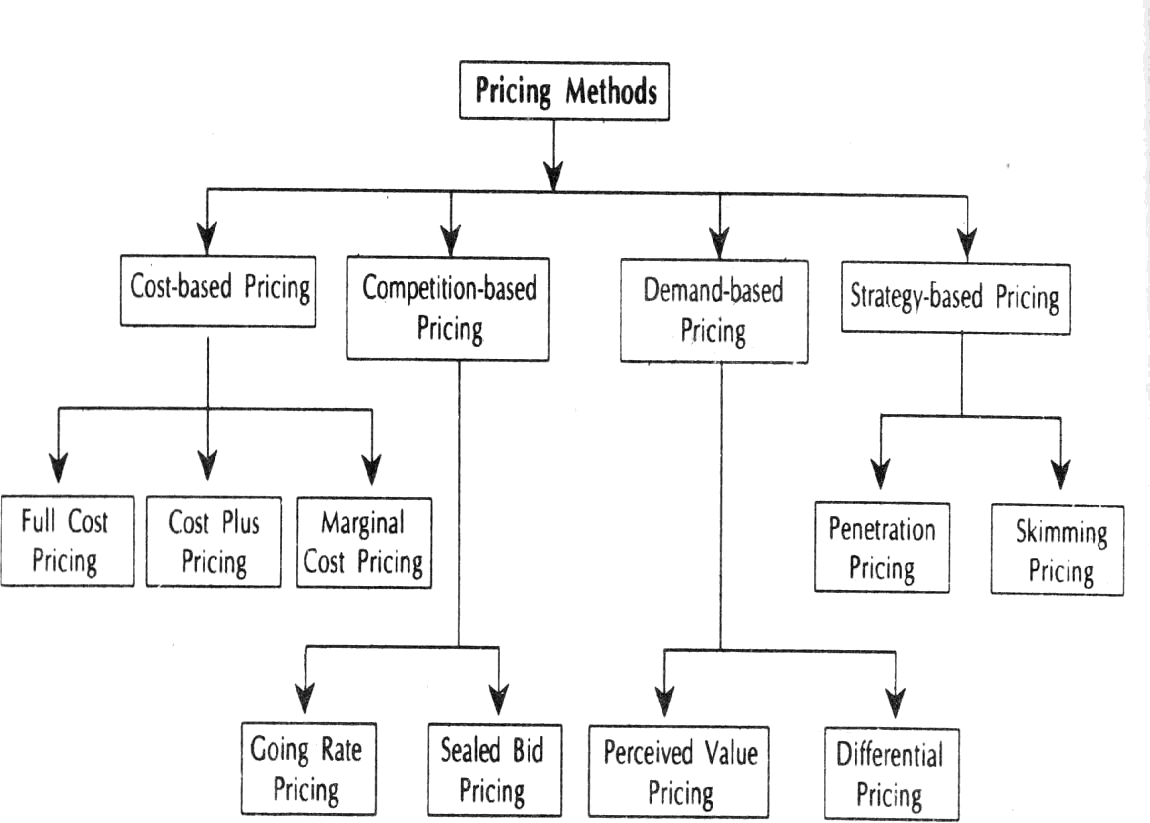 Pricing Methods
Cost-based Pricing
Competition-based
Pricing
Demand-based
Pricing
Strategy-based Pricing
Full Cost
Pricing
Cost Plus
Pricing
Marginal
Cost Pricing
Penetration
Pricing
Skimming
Pricing
Going Rate
Pricing
Sealed Bid
Pricing
Perceived Value
Pricing
Differential
Pricing